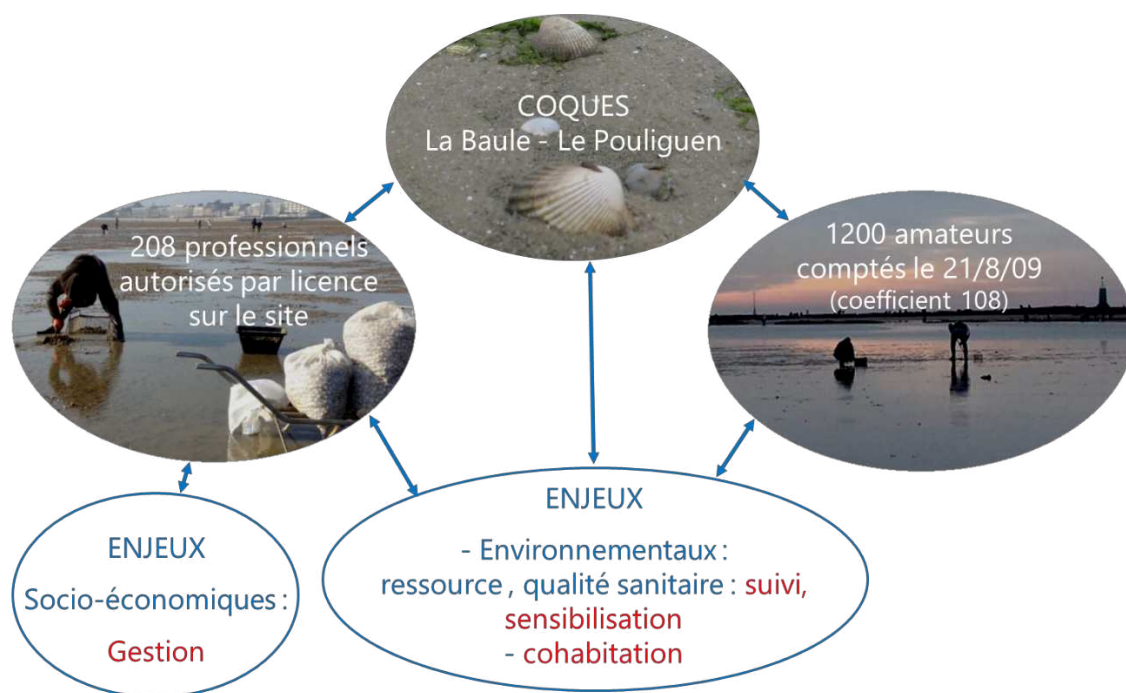 COQUES
La Baule - Le Pouliguen
208 professionnels
autorisés par licence
sur le site
1200 amateurs
comptés le 21/8/09
(coefficient 108)
ENJEUX
Socio-économiques :
Gestion
ENJEUX
- Environnementaux :
ressource , qualité sanitaire : suivi,
sensibilisation
- cohabitation